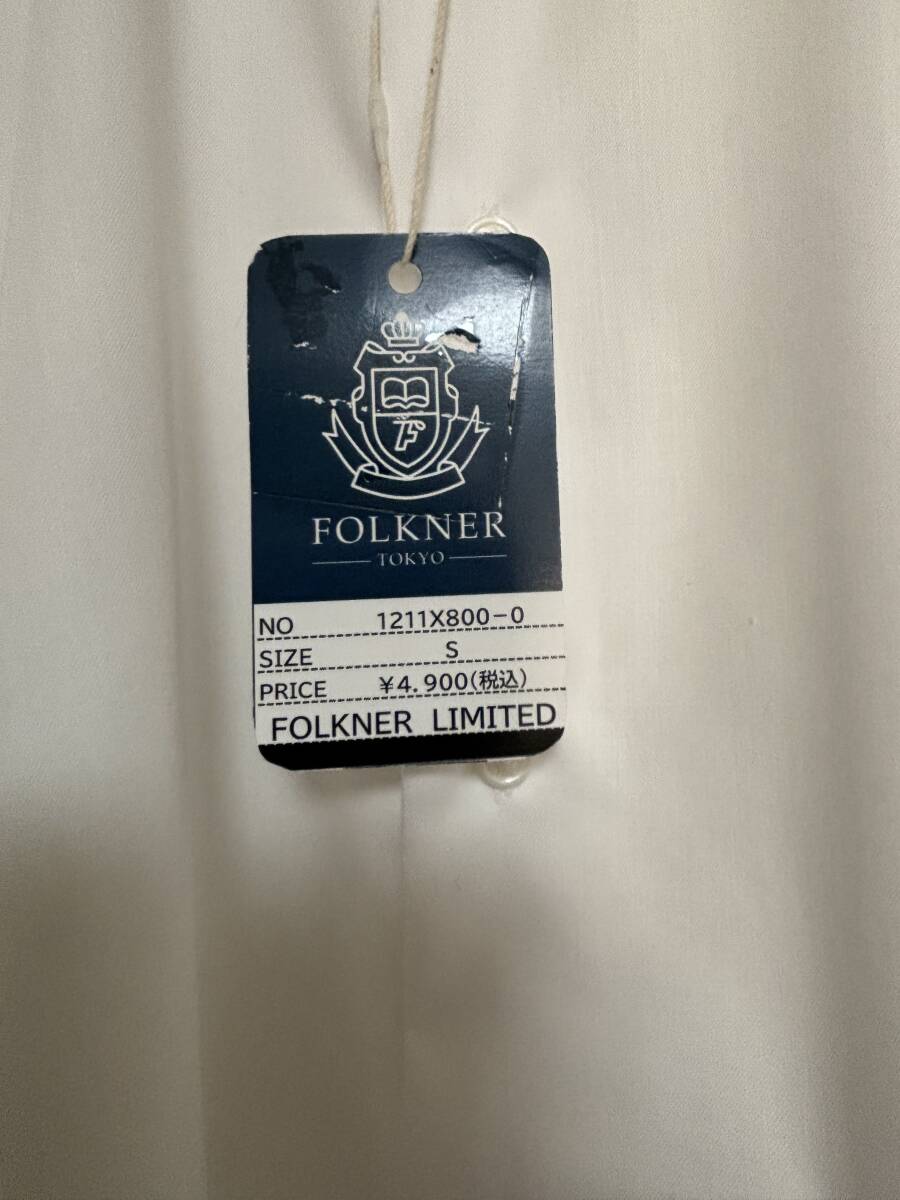 FOLKNER
TOKYO
NO 1211X800-0
SIZE S
PRICE ¥4.900(税込)
FOLKNER LIMITED